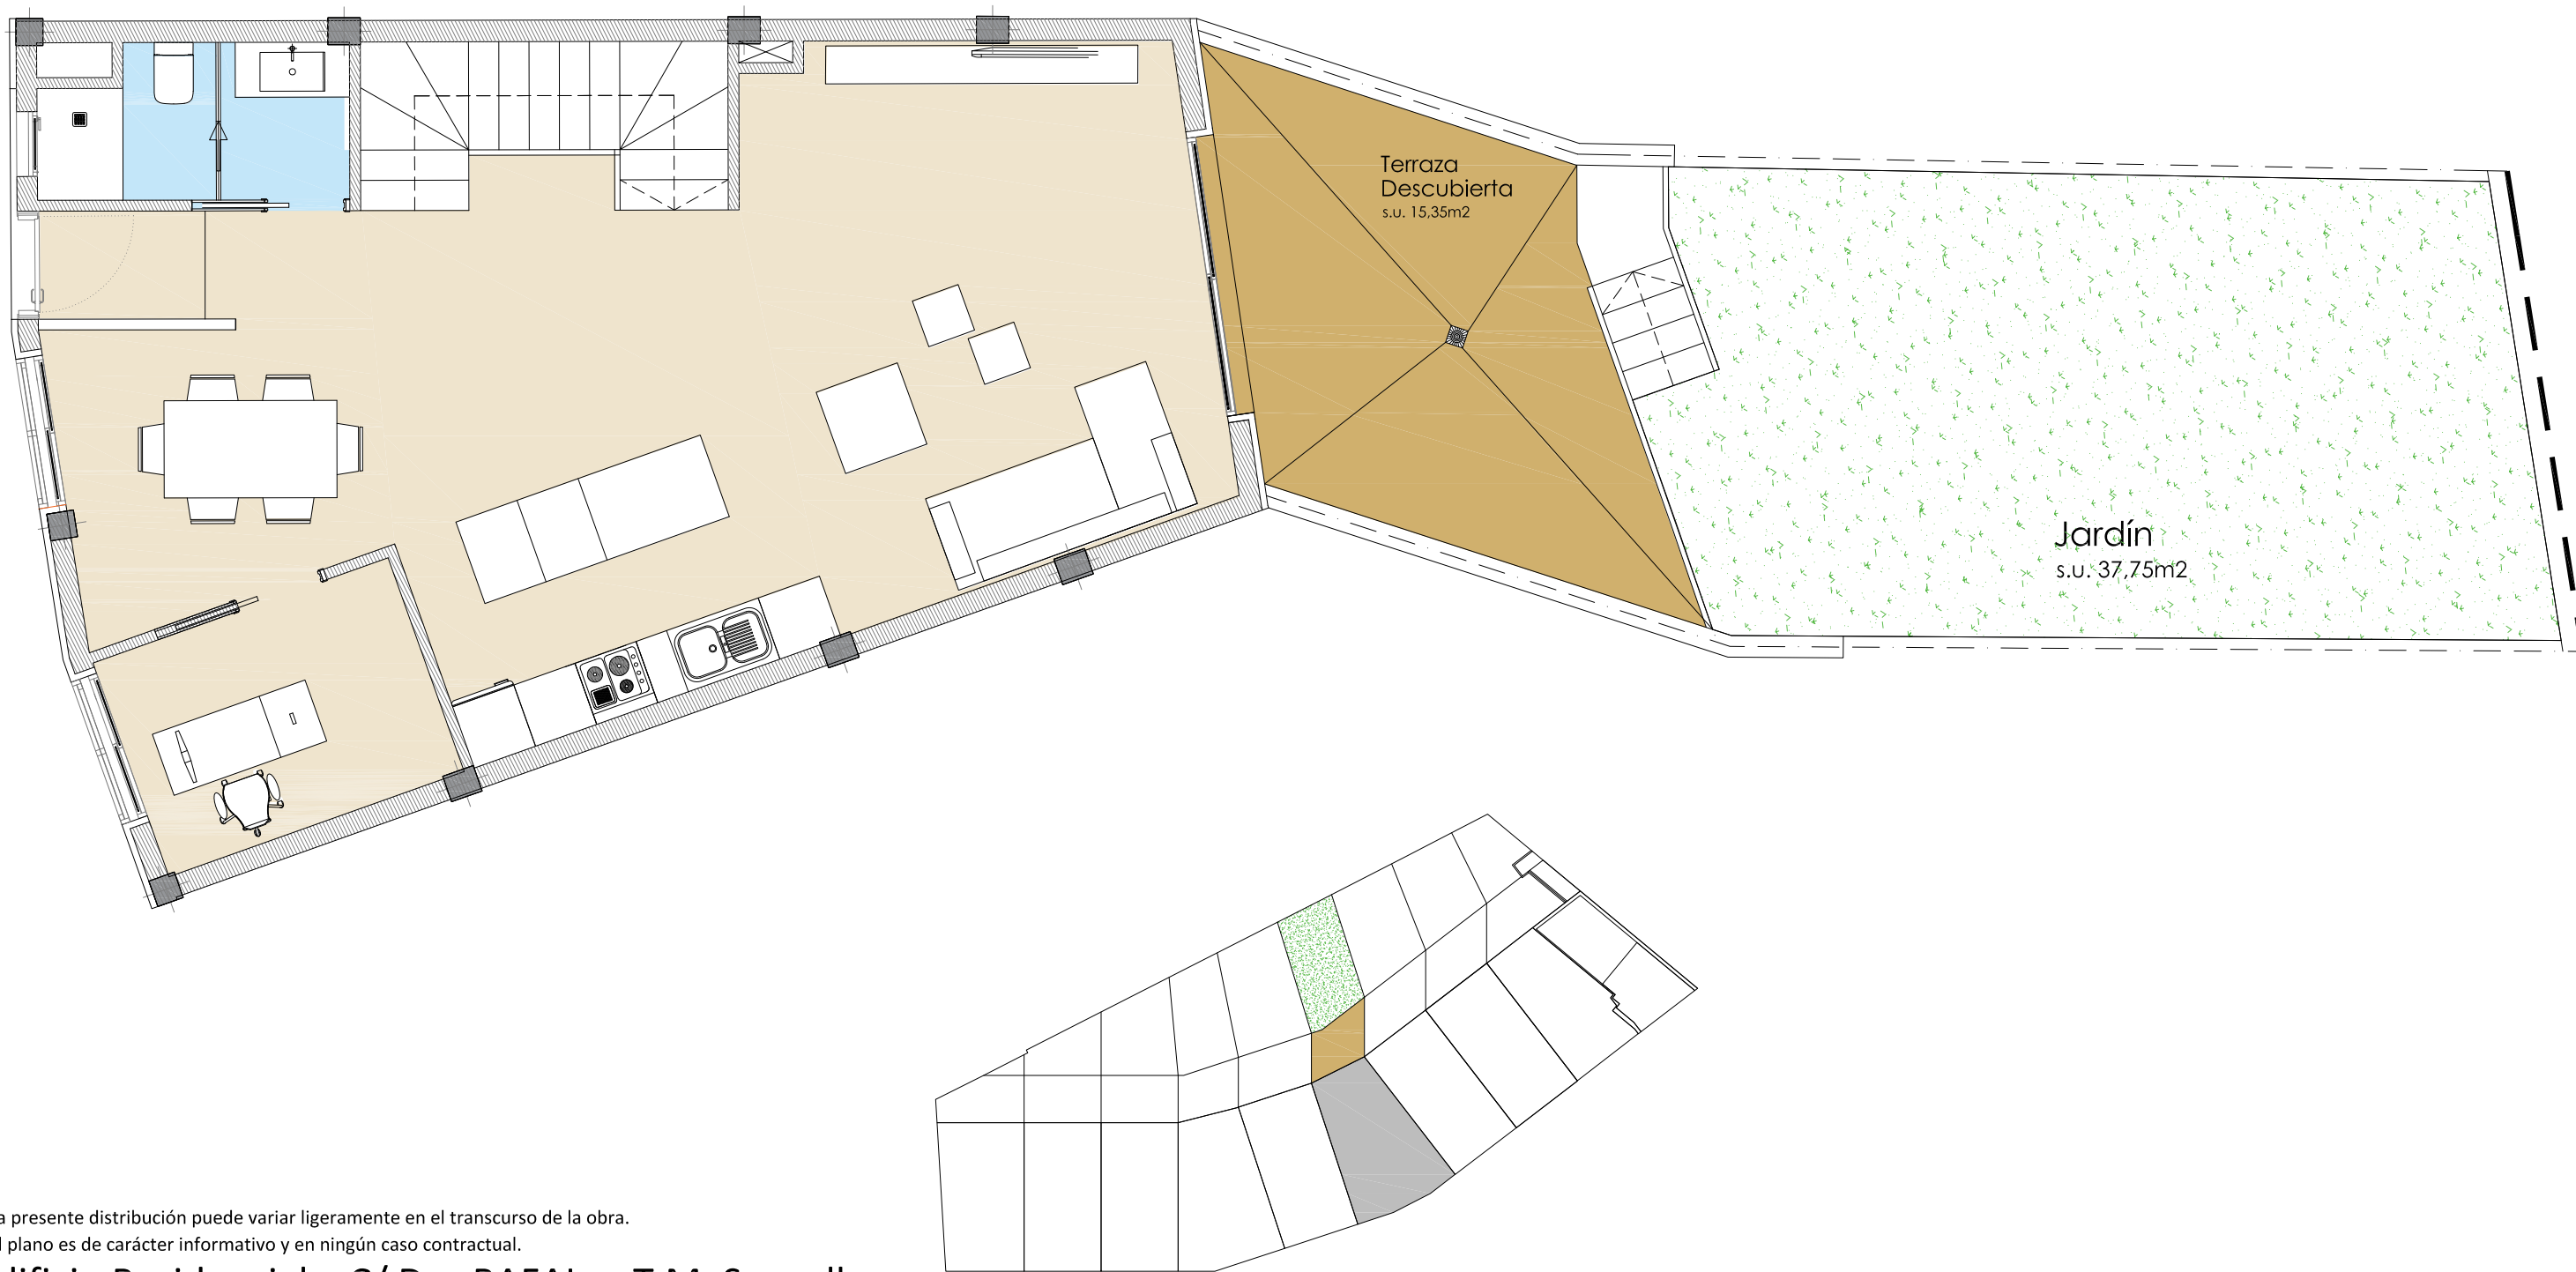 Terraza
Descubierta
s.u. 15,35m2
Jardín
s.u. 37,75m2
a presente distribución puede variar ligeramente en el transcurso de la obra.
l plano es de carácter informativo y en ningún caso contractual.